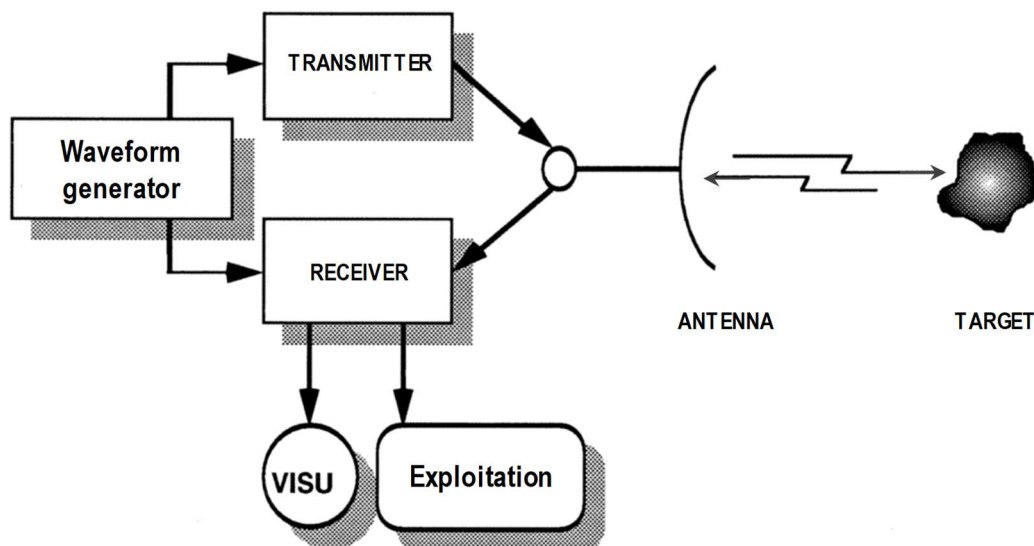 TRANSMITTER
Waveform
generator
RECEIVER
ANTENNA
TARGET
VISU
Exploitation